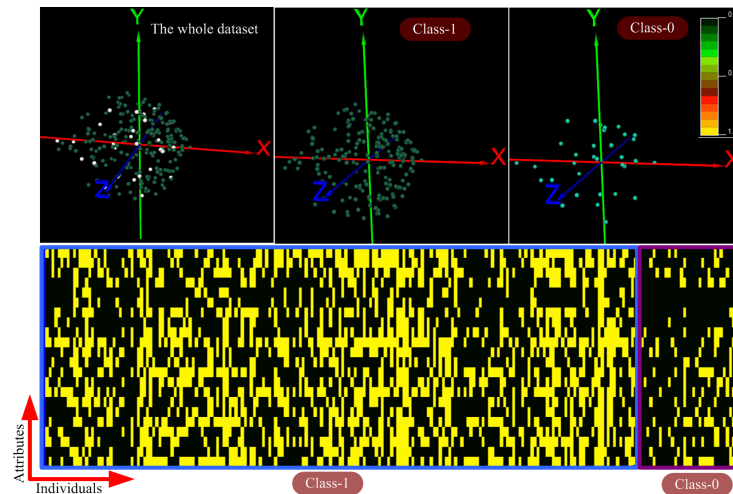 The whole dataset
Class-1
Class-0
Y
X
Z
Y
X
Z
Y
X
Z
Attributes
Individuals
Class-1
Class-0